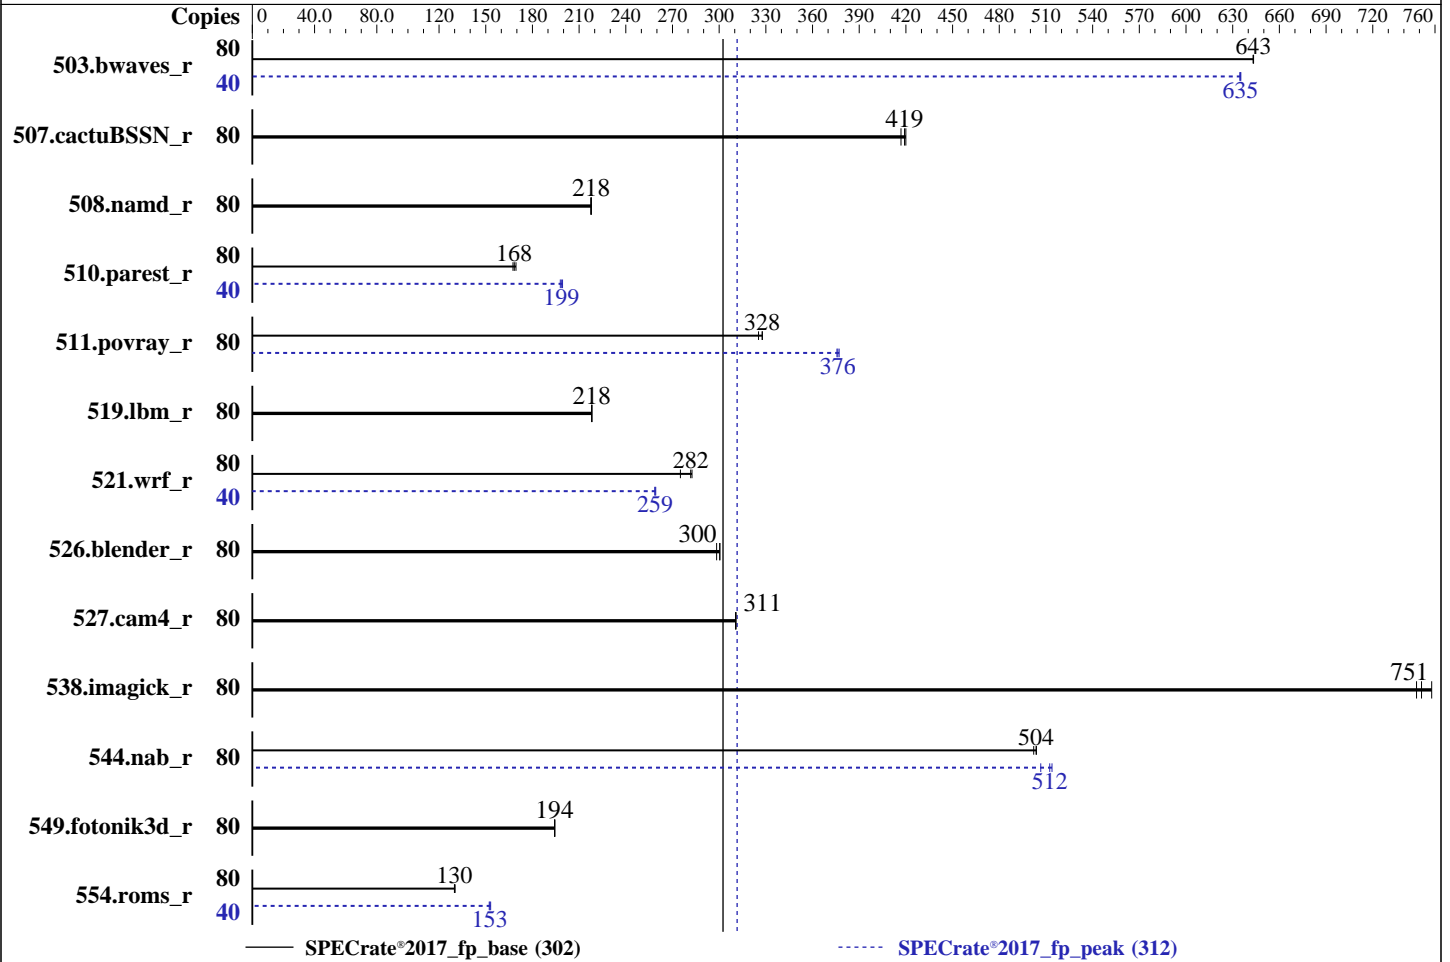 Copies 0 40.0 80.0 120 150 180 210 240 270 300 330 360 390 420 450 480 510 540 570 600 630 660 690 720 760
503.bwaves_r 80 643
40 635
507.cactuBSSN_r 80 419
508.namd_r 80 218
510.parest_r 80 168
40 199
511.povray_r 80 328
376
519.lbm_r 80 218
521.wrf_r 80 282
40 259
526.blender_r 80 300
527.cam4_r 80 311
538.imagick_r 80 751
544.nab_r 80 504
512
549.fotonik3d_r 80 194
554.roms_r 80 130
40 153
SPECrate®2017_fp_base (302) SPECrate®2017_fp_peak (312)